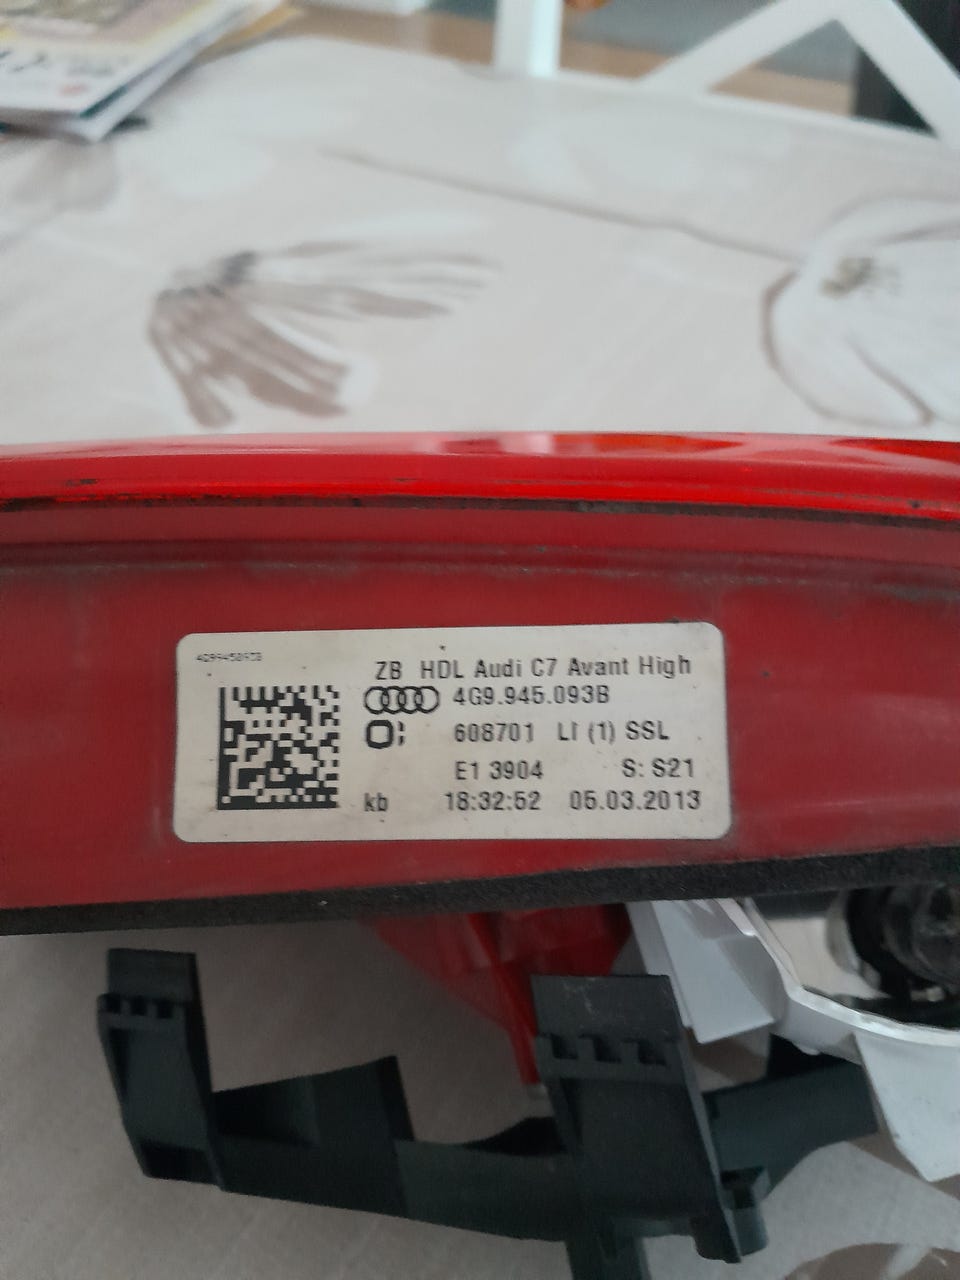 4G9945093B
ZB HDL Audi C7 Avant High
4G9.945.093B
608701 LI (1) SSL
E1 3904 S: S21
kb 18:32:52 05.03.2013